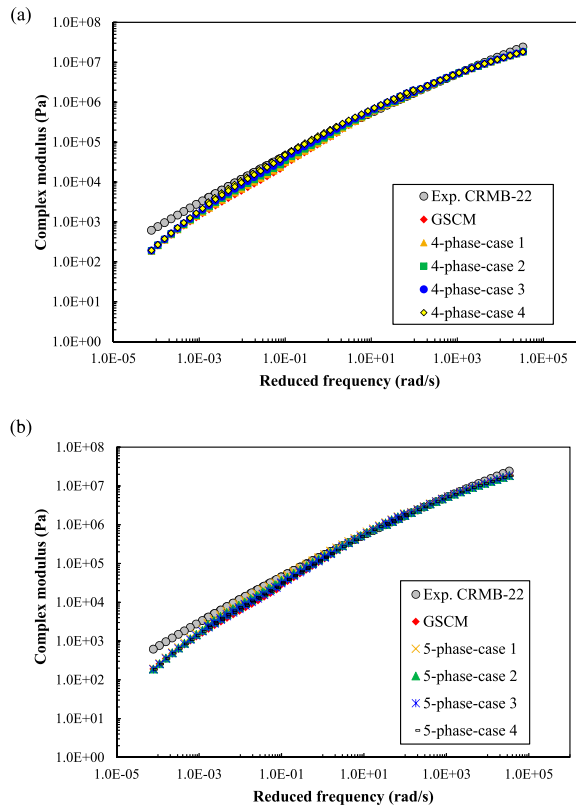 (a)
1.0E+08
1.0E+07
1.0E+06
1.0E+05
1.0E+04
1.0E+03
1.0E+02
1.0E+01
1.0E+00
Complex modulus (Pa)
Exp. CRMB-22
GSCM
4-phase-case 1
4-phase-case 2
4-phase-case 3
4-phase-case 4
1.0E-05 1.0E-03 1.0E-01 1.0E+01 1.0E+03 1.0E+05
Reduced frequency (rad/s)
(b)
1.0E+08
1.0E+07
1.0E+06
1.0E+05
1.0E+04
1.0E+03
1.0E+02
1.0E+01
1.0E+00
Complex modulus (Pa)
Exp. CRMB-22
GSCM
5-phase-case 1
5-phase-case 2
5-phase-case 3
5-phase-case 4
1.0E-05 1.0E-03 1.0E-01 1.0E+01 1.0E+03 1.0E+05
Reduced frequency (rad/s)